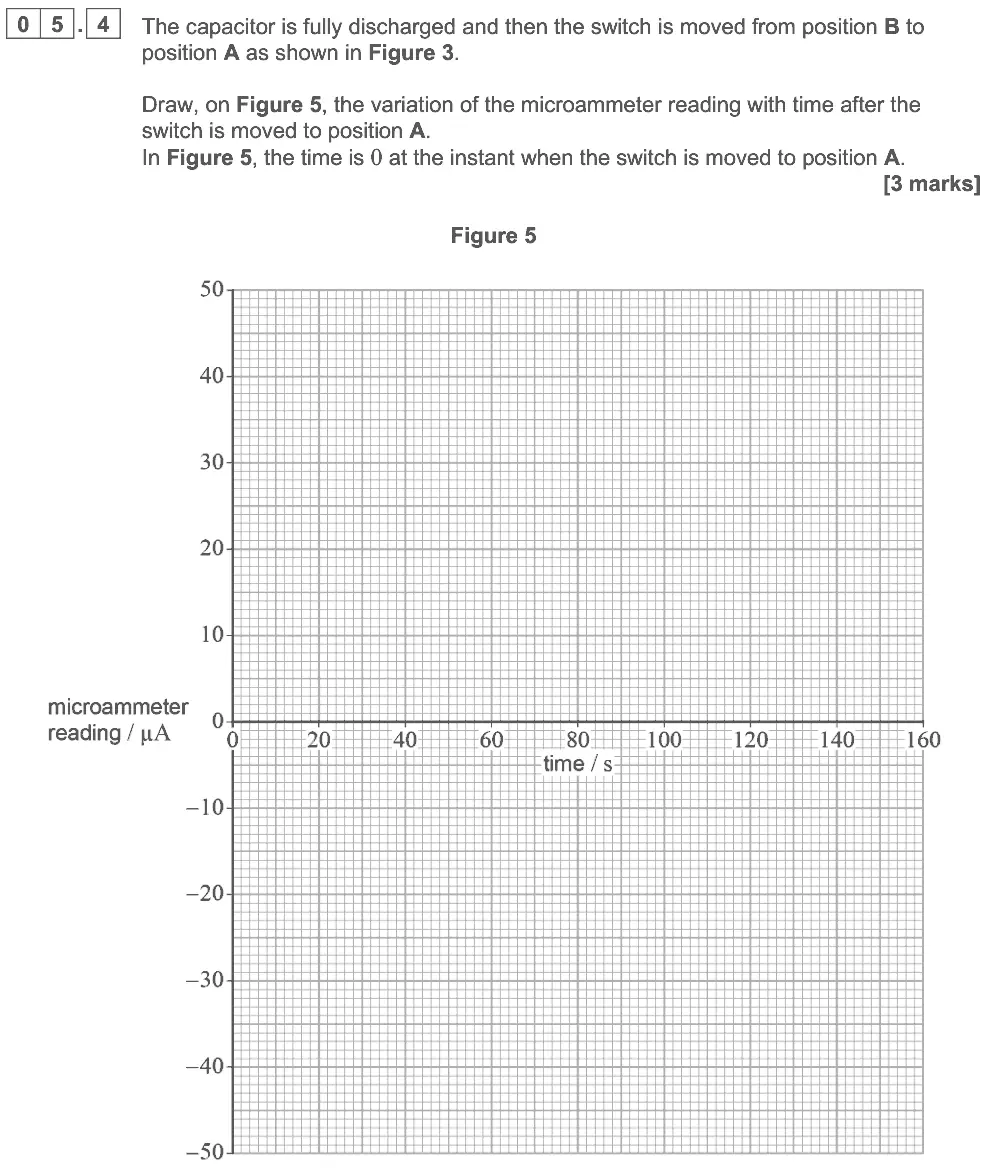 0 5 . 4 The capacitor is fully discharged and then the switch is moved from position B to
position A as shown in Figure 3.
Draw, on Figure 5, the variation of the microammeter reading with time after the
switch is moved to position A.
In Figure 5, the time is 0 at the instant when the switch is moved to position A.
[3 marks]
Figure 5
50
40
30
20
10
microammeter
reading / µA
0
0 20 40 60 80 100 120 140 160
time / s
−10
−20
−30
−40
−50